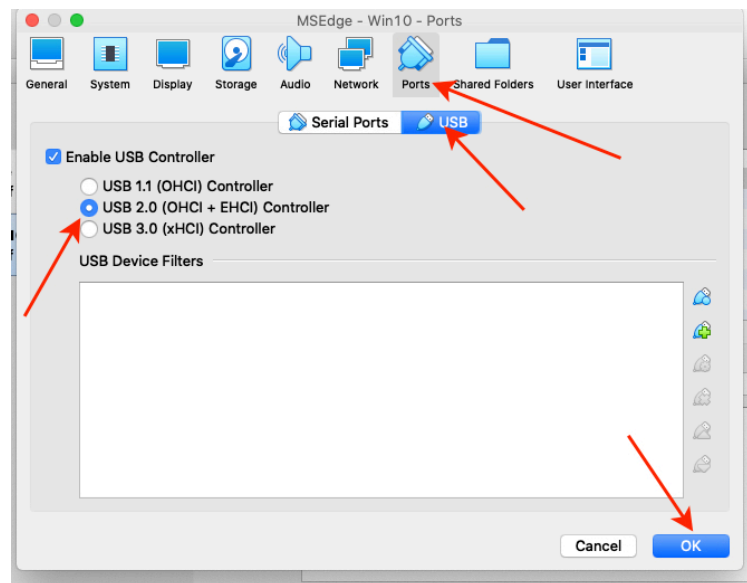 MSEdge - Win10 - Ports
General System Display Storage Audio Network Ports Shared Folders User Interface
Serial Ports USB
Enable USB Controller
USB 1.1 (OHCI) Controller
USB 2.0 (OHCI + EHCI) Controller
USB 3.0 (xHCI) Controller
USB Device Filters
Cancel OK